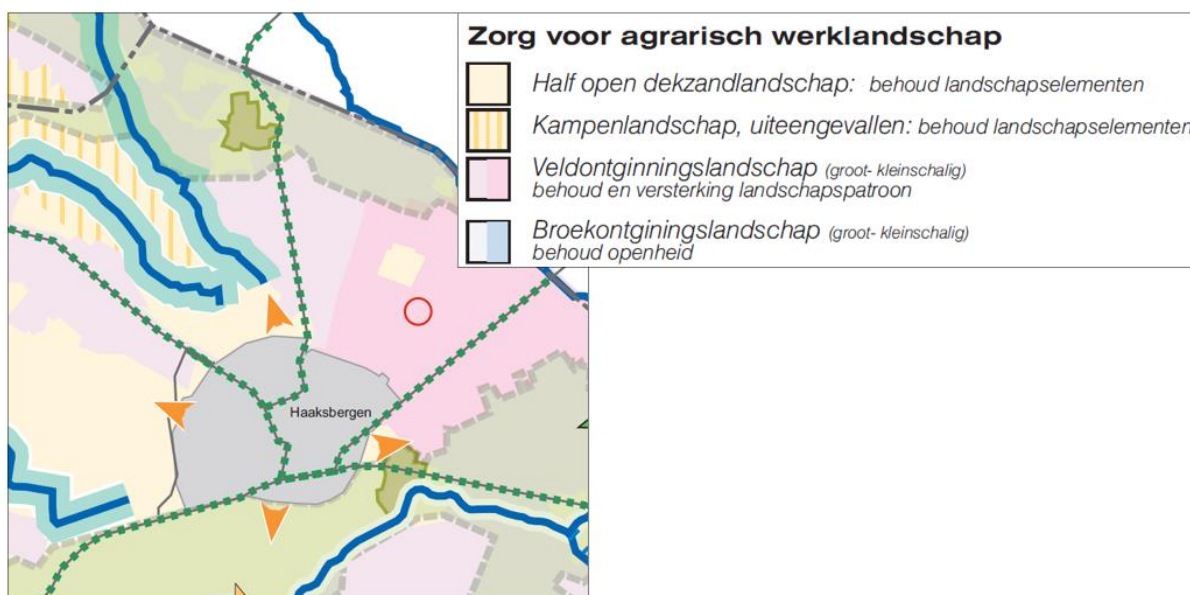 Zorg voor agrarisch werklandschap
Half open dekzandlandschap: behoud landschapselementen
Kampenlandschap, uiteengevallen: behoud landschapselementen
Veldontginningslandschap (groot- kleinschalig)
behoud en versterking landschapspatroon
Broekontginingslandschap (groot- kleinschalig)
behoud openheid
Haaksbergen